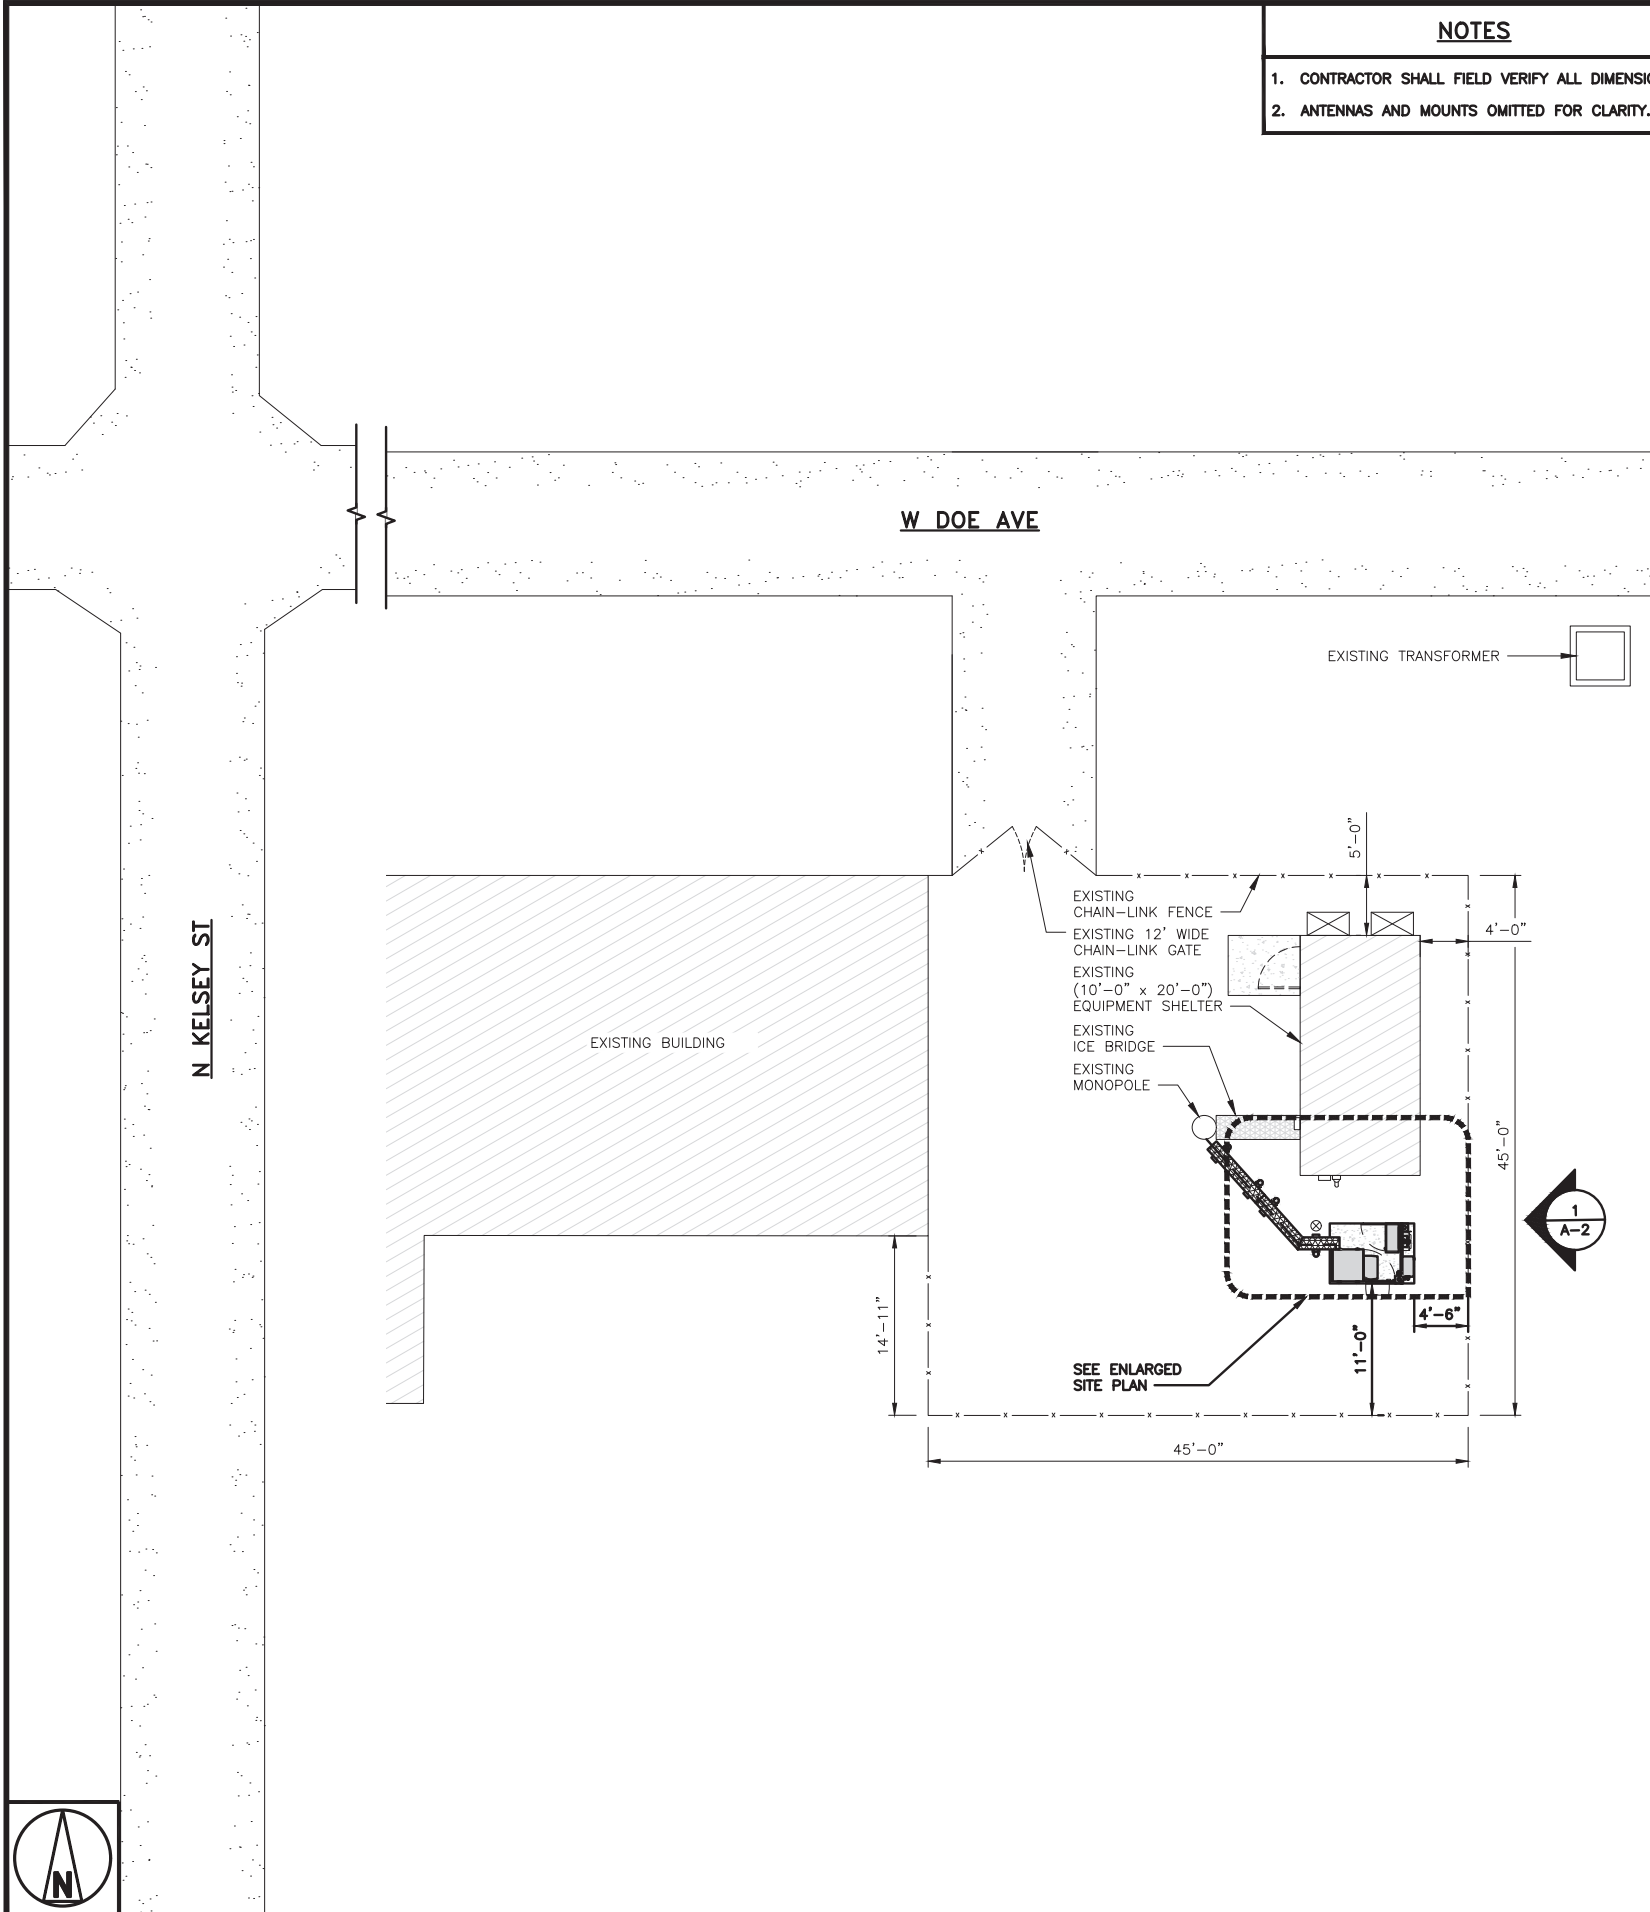 NOTES
1. CONTRACTOR SHALL FIELD VERIFY ALL
2. ANTENNAS AND MOUNTS OMITTED FOR CLARITY.
W DOE AVE
EXISTING TRANSFORMER
5'-0"
EXISTING
CHAIN-LINK FENCE
EXISTING 12' WIDE
CHAIN-LINK GATE
4'-0"
EXISTING
(10'-0" x 20'-0")
EQUIPMENT SHELTER
N KELSEY ST
EXISTING BUILDING
EXISTING
ICE BRIDGE
EXISTING
MONOPOLE
45'-0"
1
A-2
14'-11"
4'-6"
11'-0"
SEE ENLARGED
SITE PLAN
45'-0"
N